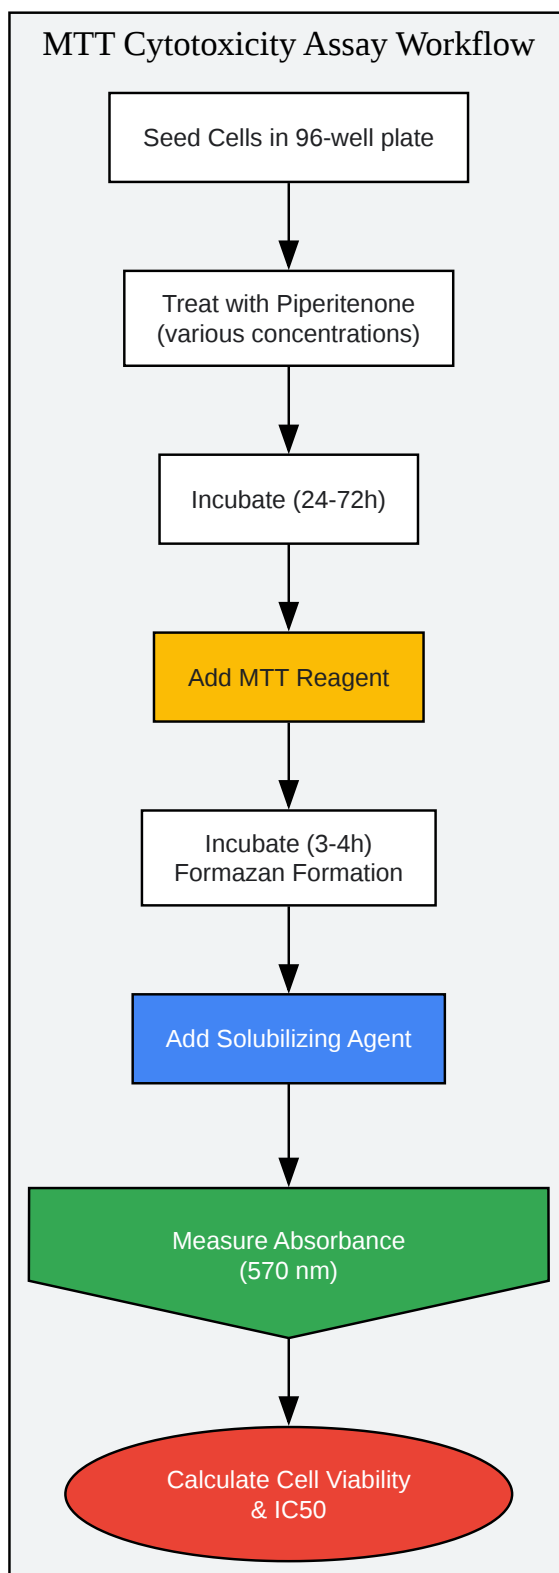 MTT Cytotoxicity Assay Workflow
Seed Cells in 96-well plate
Treat with Piperitenone
(various concentrations)
Incubate (24-72h)
Add MTT Reagent
Incubate (3-4h)
Formazan Formation
Add Solubilizing Agent
Measure Absorbance
(570 nm)
Calculate Cell Viability
& IC50